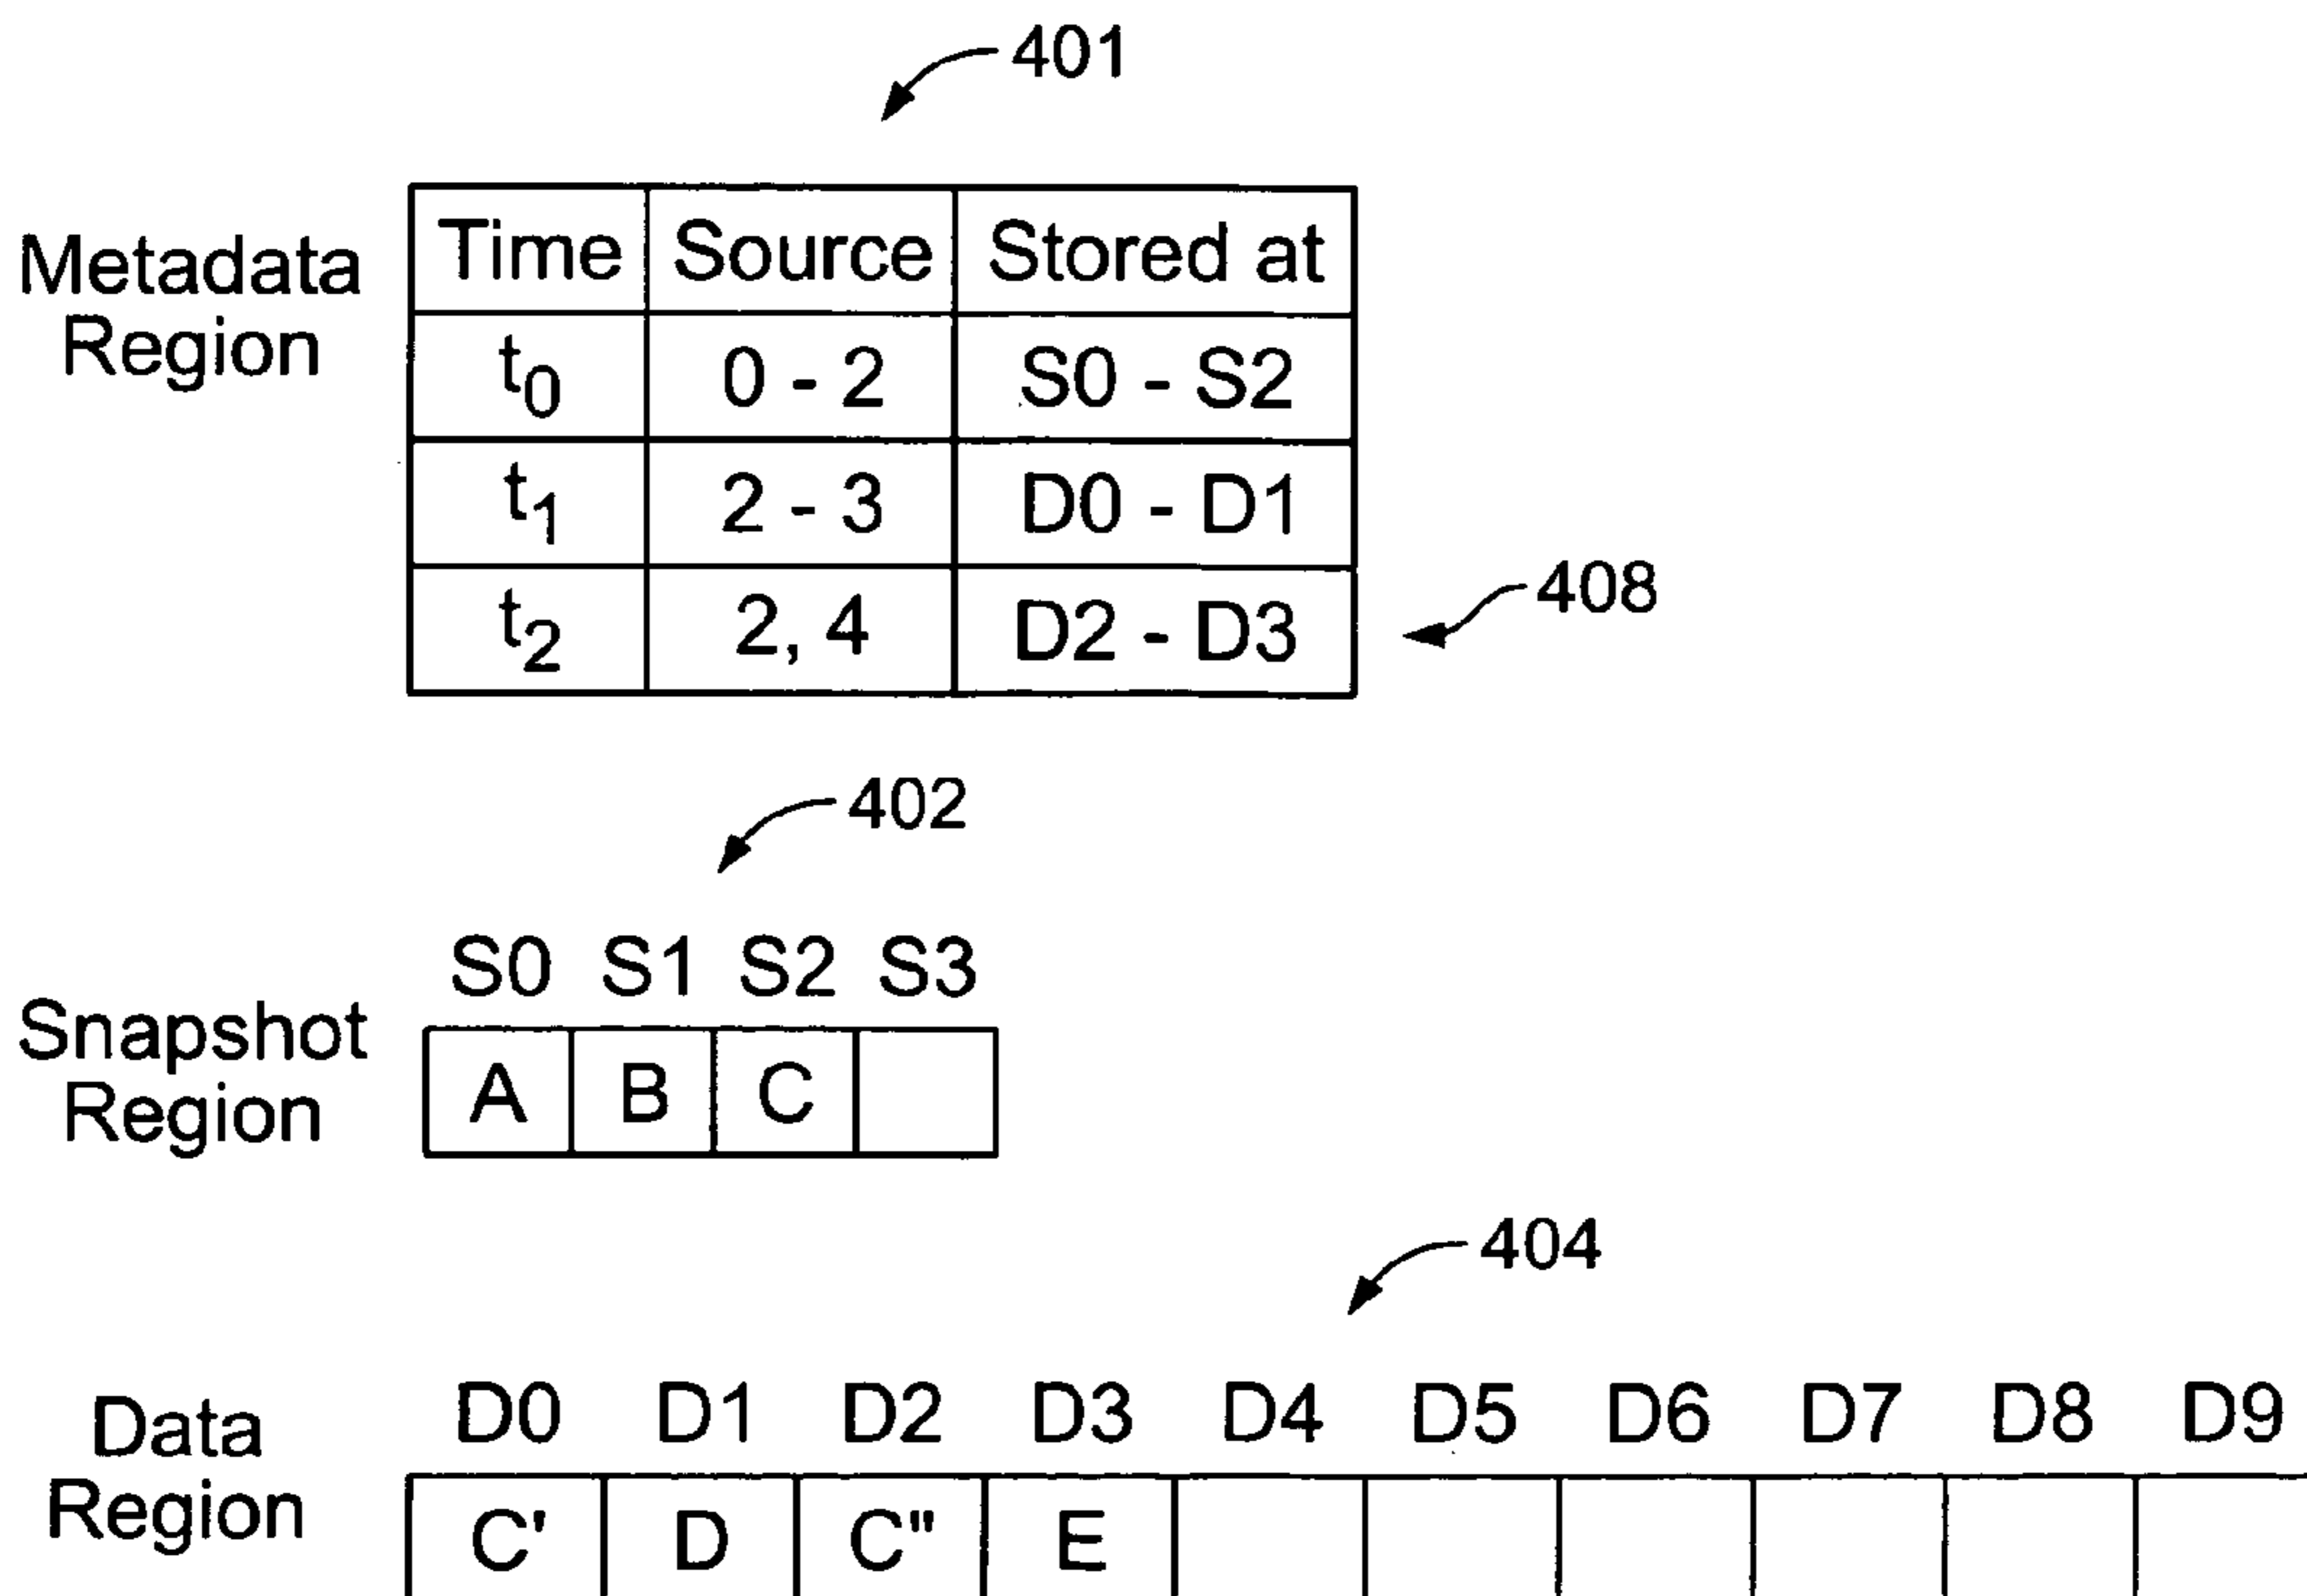 401
Metadata
Region
Time Source Stored at
t0 0 - 2 S0 - S2
t1 2 - 3 D0 - D1
t2 2, 4 D2 - D3
408
402
S0 S1 S2 S3
Snapshot
Region
A B C
404
D0 D1 D2 D3 D4 D5 D6 D7 D8 D9
Data
Region
C' D C" E